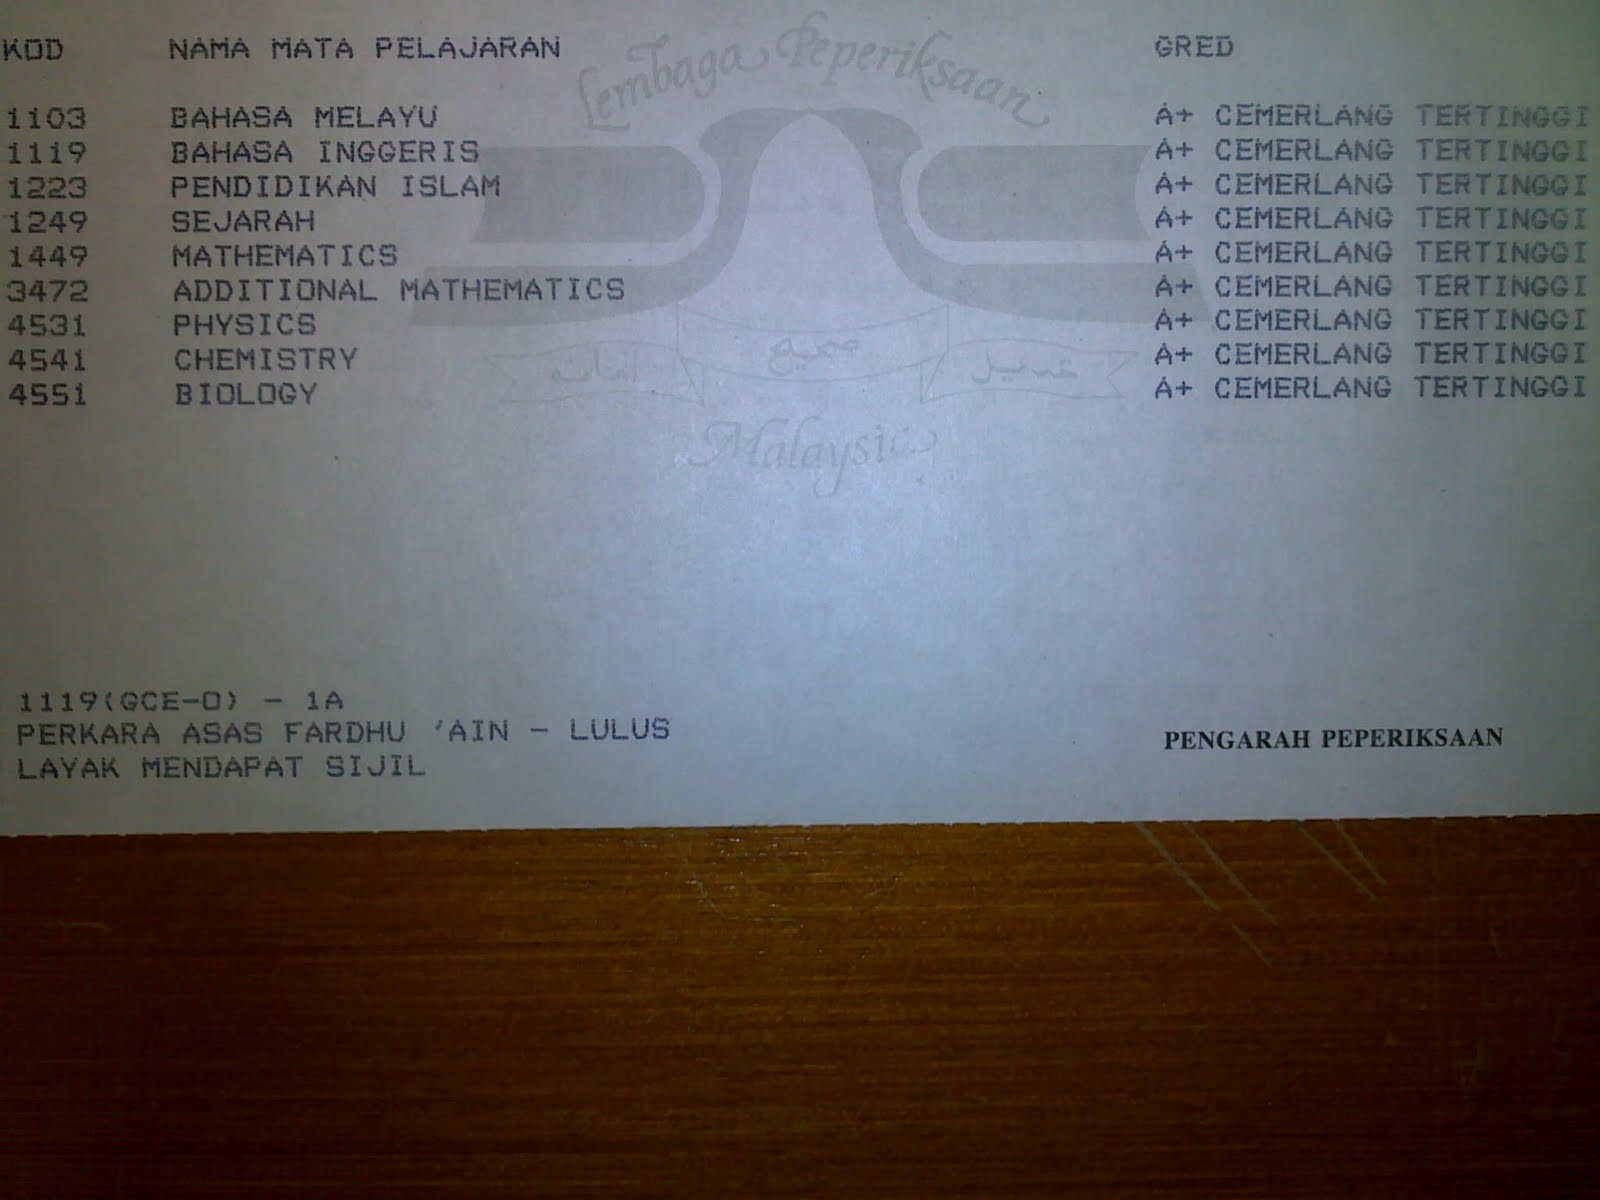 KOD NAMA MATA PELAJARAN GRED
Lembaga Peperiksaan
1103 BAHASA MELAYU A+ CEMERLANG TERTINGGI
1119 BAHASA INGGERIS A+ CEMERLANG TERTINGGI
1223 PENDIDIKAN ISLAM A+ CEMERLANG TERTINGGI
1249 SEJARAH A+ CEMERLANG TERTINGGI
1449 MATHEMATICS A+ CEMERLANG TERTINGGI
3472 ADDITIONAL MATHEMATICS A+ CEMERLANG TERTINGGI
4531 PHYSICS A+ CEMERLANG TERTINGGI
4541 CHEMISTRY A+ CEMERLANG TERTINGGI
4551 BIOLOGY A+ CEMERLANG TERTINGGI
امانه صحيح عديل
Malaysia
1119(GCE-O) - 1A
PERKARA ASAS FARDHU 'AIN - LULUS
LAYAK MENDAPAT SIJIL
PENGARAH PEPERIKSAAN